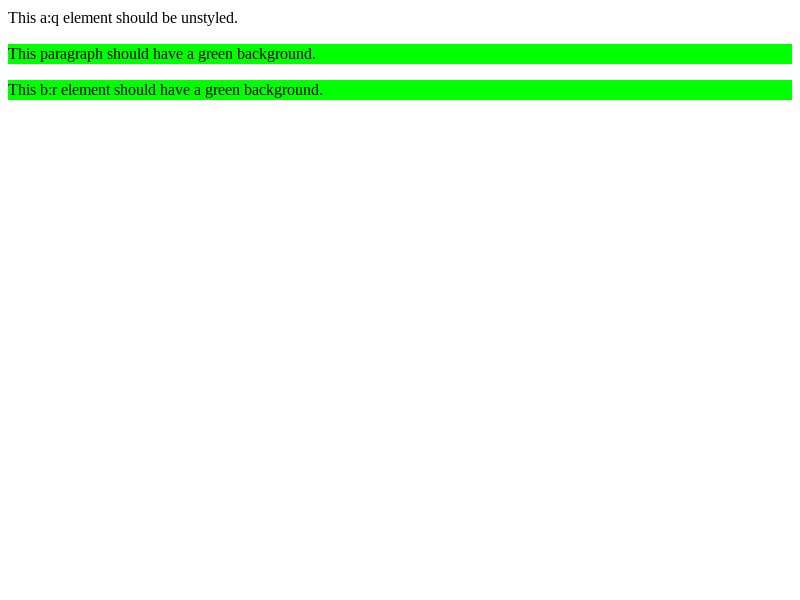 This a:q element should be unstyled.
This paragraph should have a green background.
This b:r element should have a green background.